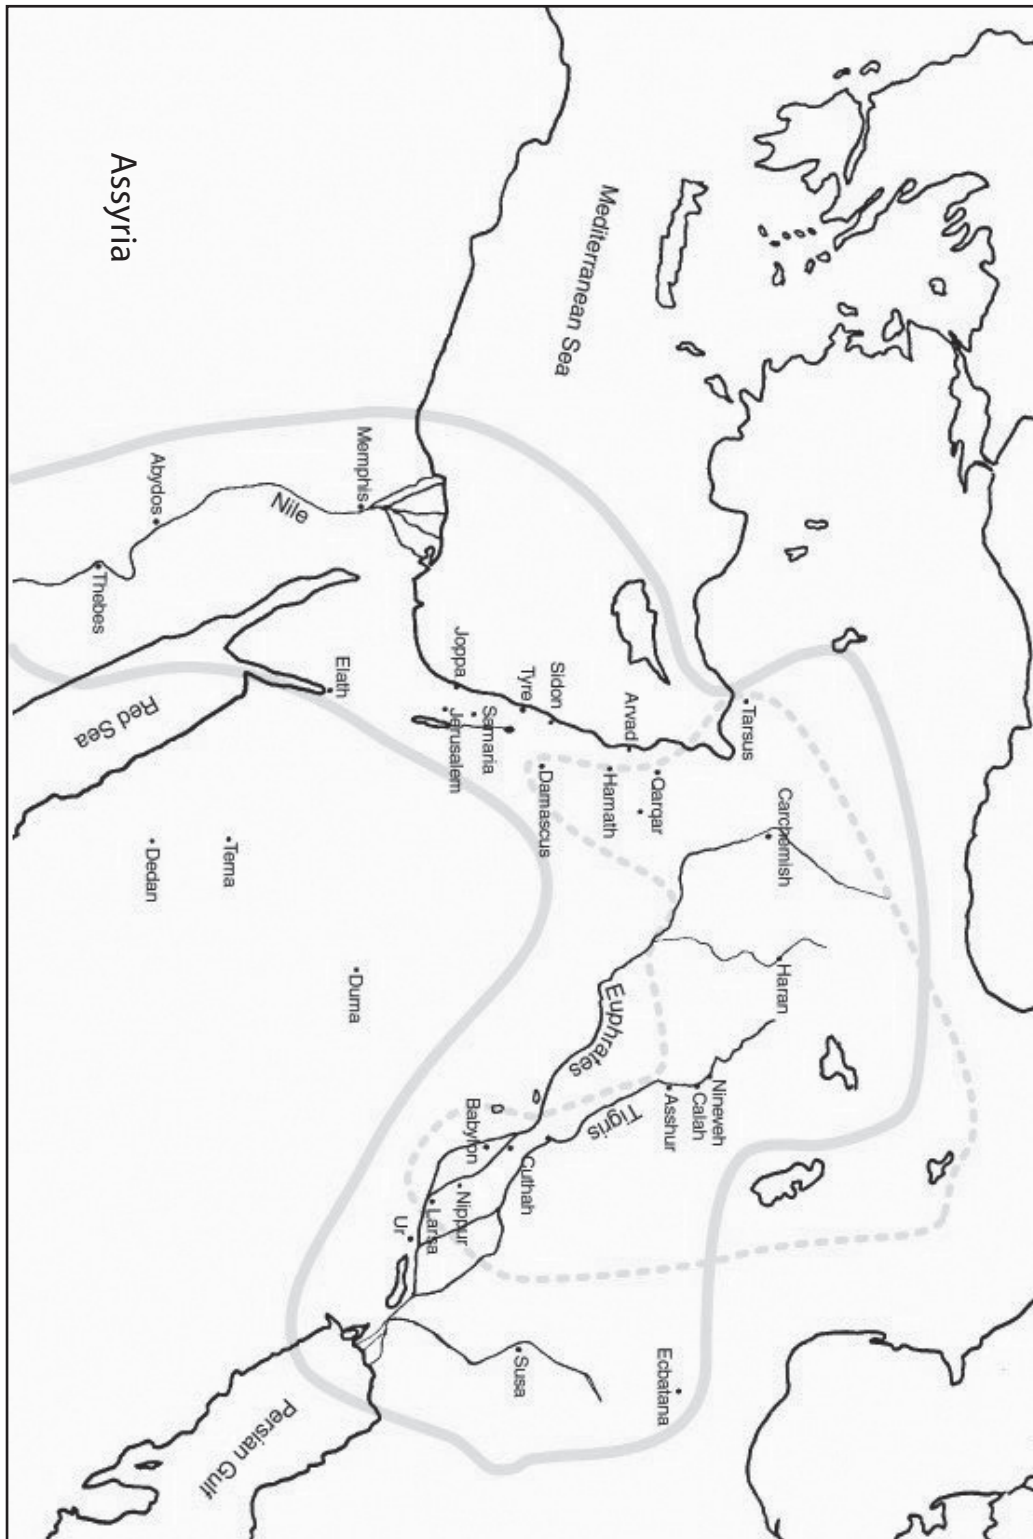 Mediterranean Sea
Tarsus
Carchemish
Haran
Nineveh
Calah
Asshur
Qarqar
Hamath
Arvad
Sidon
Tyre
Damascus
Samaria
Jerusalem
Joppa
Euphrates
Tigris
Ecbatana
Babylon
Cuthah
Nippur
Larsa
Ur
Susa
Memphis
Nile
Elath
Duma
Persian Gulf
Abydos
Thebes
Red Sea
Tema
Dedan
Assyria